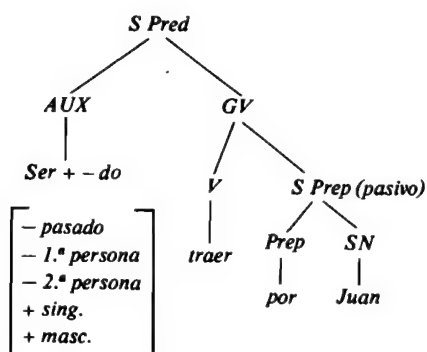 S Pred
AUX GV
Ser + – do V S Prep (pasivo)
– pasado
– 1.ª persona
– 2.ª persona
+ sing.
+ masc.
traer Prep SN
por Juan